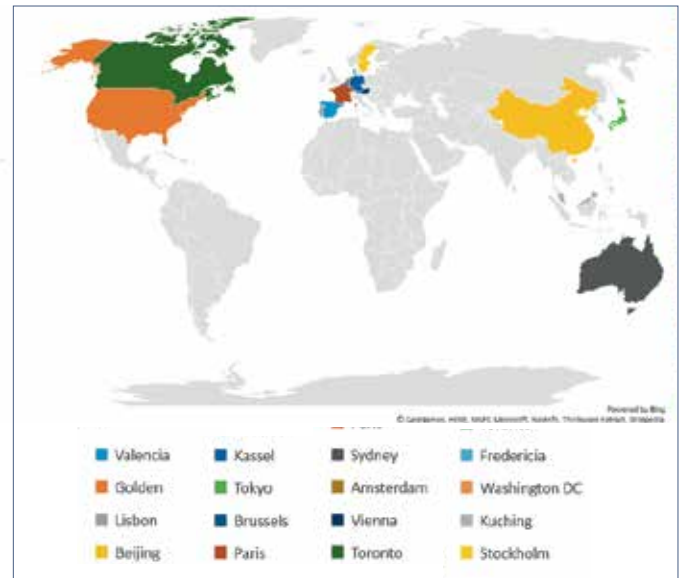 Powered by Bing
Valencia Kassel Sydney Fredericia
Golden Tokyo Amsterdam Washington DC
Lisbon Brussels Vienna Kuching
Beijing Paris Toronto Stockholm